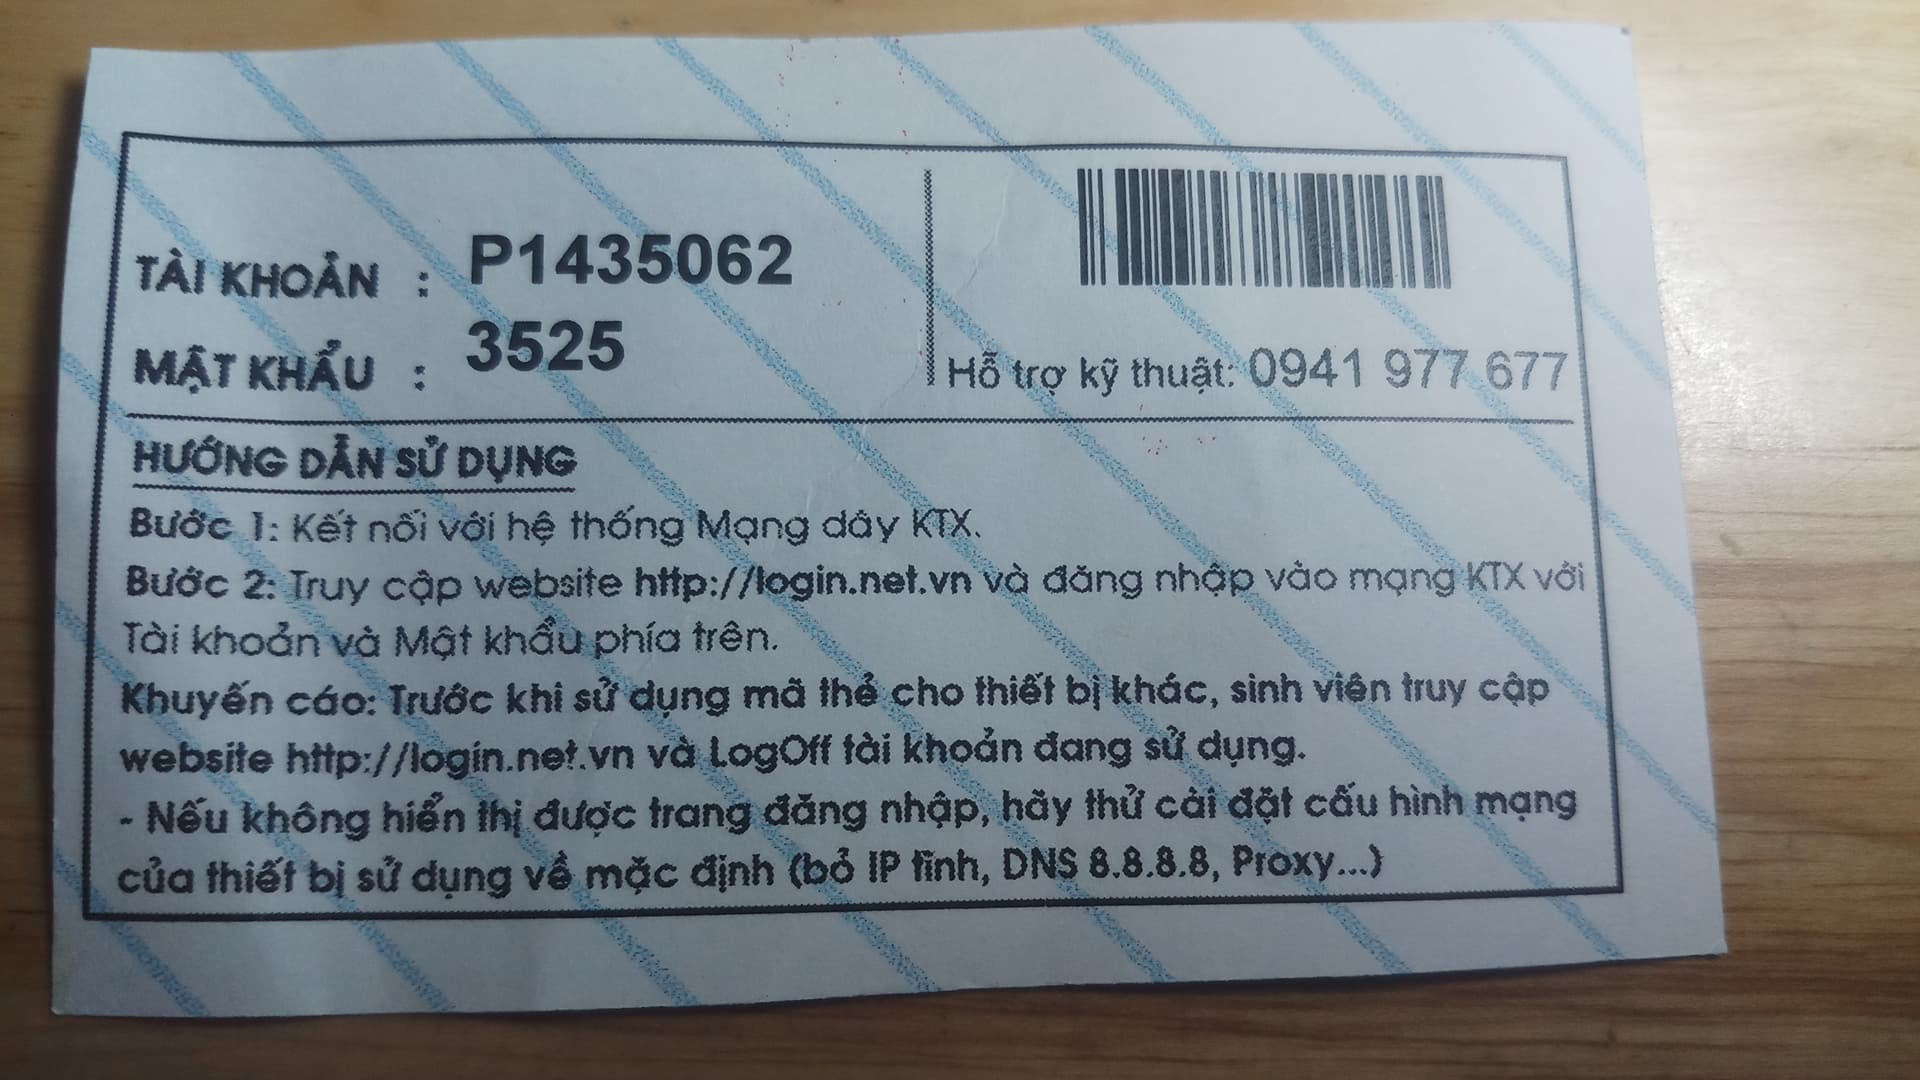 TÀI KHOẢN : P1435062
MẬT KHẨU : 3525
Hỗ trợ kỹ thuật: 0941 977 677
HƯỚNG DẪN SỬ DỤNG
Bước 1: Kết nối với hệ thống Mạng dây KTX.
Bước 2: Truy cập website http://login.net.vn và đăng nhập vào mạng KTX với
Tài khoản và Mật khẩu phía trên.
Khuyến cáo: Trước khi sử dụng mã thẻ cho thiết bị khác, sinh viên truy cập
website http://login.net.vn và LogOff tài khoản đang sử dụng.
- Nếu không hiển thị được trang đăng nhập, hãy thử cài đặt cấu hình mạng
của thiết bị sử dụng về mặc định (bỏ IP tĩnh, DNS 8.8.8.8, Proxy...)